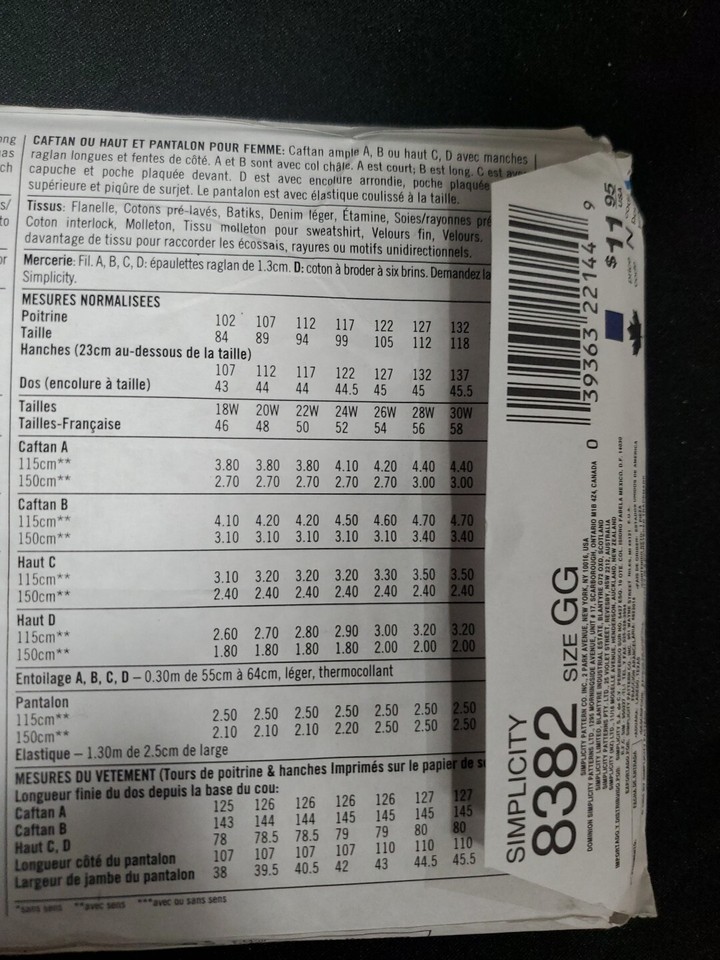 ong
as
ch
s/
to
or
CAFTAN OU HAUT ET PANTALON POUR FEMME: Caftan ample A, B ou haut C, D avec manches
raglan longues et fentes de côté. A et B sont avec col châle. A est court; B est long. C est
capuche et poche plaquée devant. D est avec encolure arrondie, poche plaquée
supérieure et piqûre de surjet. Le pantalon est avec élastique coulissé à la taille.
Tissus: Flanelle, Cotons pré-lavés, Batiks, Denim léger, Étamine, Soies/rayonnes pré
Coton interlock, Molleton, Tissu molleton pour sweatshirt, Velours fin, Velours.
davantage de tissu pour raccorder les écossais, rayures ou motifs unidirectionnels.
Mercerie: Fil. A, B, C, D: épaulettes raglan de 1.3cm. D: coton à broder à six brins. Demandez la
Simplicity.
MESURES NORMALISEES
Poitrine 102 107 112 117 122 127 132
Taille 84 89 94 99 105 112 118
Hanches (23cm au-dessous de la taille)
107 112 117 122 127 132 137
Dos (encolure à taille) 43 44 44 44.5 45 45 45.5
Tailles 18W 20W 22W 24W 26W 28W 30W
Tailles-Française 46 48 50 52 54 56 58
Caftan A
115cm** 3.80 3.80 3.80 4.10 4.20 4.40 4.40
150cm** 2.70 2.70 2.70 2.70 2.70 3.00 3.00
Caftan B
115cm** 4.10 4.20 4.20 4.50 4.60 4.70 4.70
150cm** 3.10 3.10 3.10 3.10 3.10 3.40 3.40
Haut C
115cm** 3.10 3.20 3.20 3.20 3.30 3.50 3.50
150cm** 2.40 2.40 2.40 2.40 2.40 2.40 2.40
Haut D
115cm** 2.60 2.70 2.80 2.90 3.00 3.20 3.20
150cm** 1.80 1.80 1.80 1.80 2.00 2.00 2.00
Entoilage A, B, C, D – 0.30m de 55cm à 64cm, léger, thermocollant
Pantalon
115cm** 2.50 2.50 2.50 2.50 2.50 2.50 2.50
150cm** 2.10 2.10 2.10 2.20 2.50 2.50 2.50
Elastique – 1.30m de 2.5cm de large
MESURES DU VETEMENT (Tours de poitrine & hanches Imprimés sur le papier de
Longueur finie du dos depuis la base du cou:
Caftan A 125 126 126 126 126 127 127
Caftan B 143 144 144 145 145 145 145
Haut C, D 78 78.5 78.5 79 79 80 80
Longueur côté du pantalon 107 107 107 107 110 110 110
Largeur de jambe du pantalon 38 39.5 40.5 42 43 44.5 45.5
*sans sens **avec sens ***avec ou sans sens
SIMPLICITY
8382 SIZE GG
0 39363 22144 9
$11.95
USA
SIMPLICITY PATTERN CO. INC., 2 PARK AVENUE, NEW YORK, NY 10016, USA